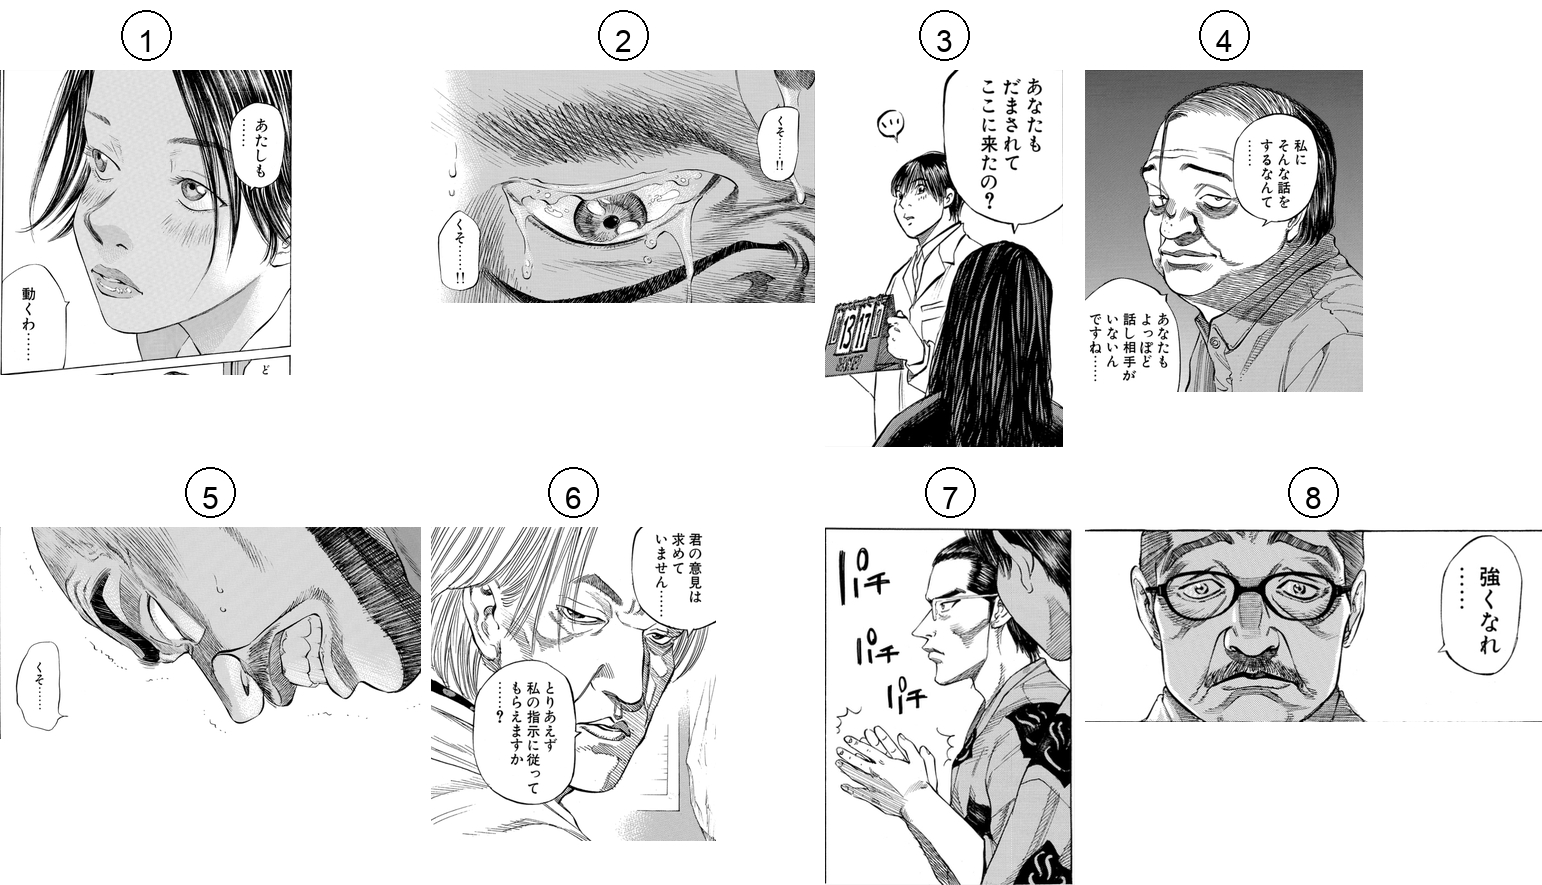 1
あたしも
……
動くわ……
ど
2
くそ……!!
くそ……!!
3
あなたも
だまされて
ここに来たの?
13 17
4
私に
そんな話を
するなんて
……
あなたも
よっぽど
話し相手が
いないん
ですね……
5
くそ……
6
君の意見は
求めて
いません……
とりあえず
私の指示に従って
もらえますか
……?
7
パチ
パチ
パチ
8
強くなれ
……